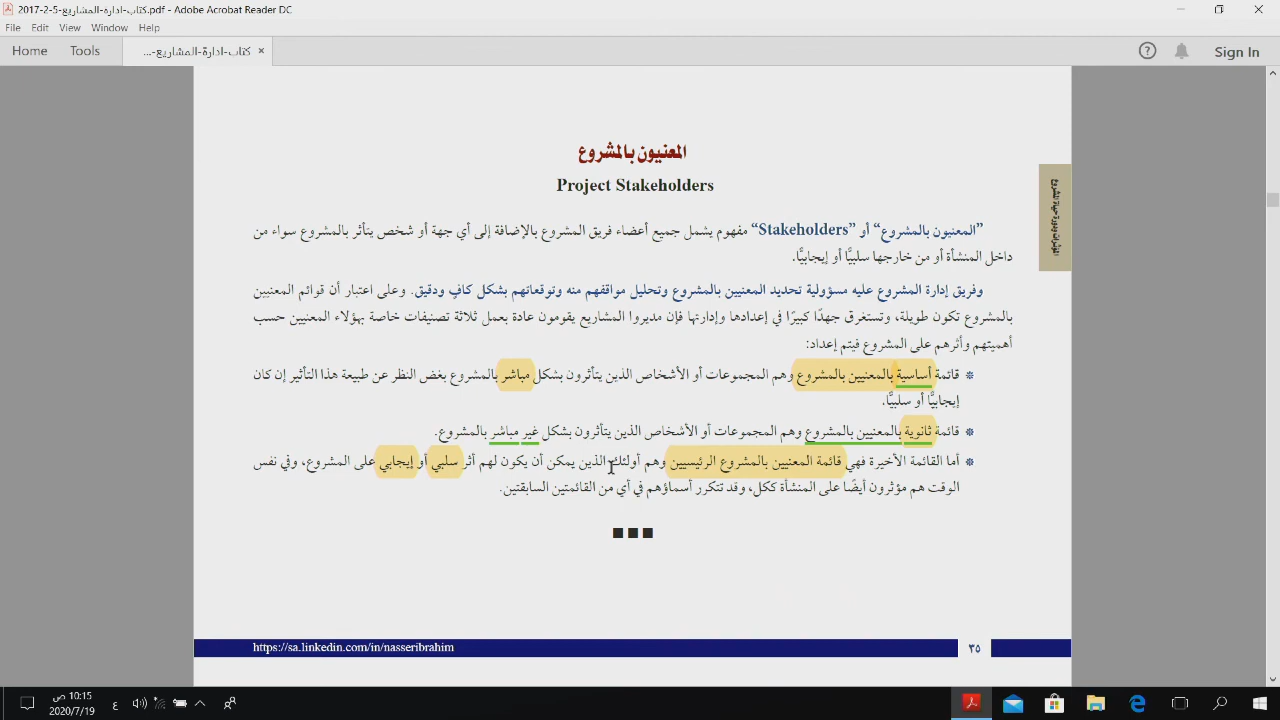 كتاب-ادارة-المشاريع-5-2-2017.pdf - Adobe Acrobat Reader DC
File Edit View Window Help
Home Tools كتاب-ادارة-المشاريع-... × Sign In
المعنيون بالمشروع
Project Stakeholders
المؤثرات ودورة حياة المشروع
"المعنيون بالمشروع" أو "Stakeholders" مفهوم يشمل جميع أعضاء فريق المشروع بالإضافة إلى أي جهة أو شخص يتأثر بالمشروع سواء من
داخل المنشأة أو من خارجها سلبيًّا أو إيجابيًّا.
وفريق إدارة المشروع عليه مسؤولية تحديد المعنيين بالمشروع وتحليل مواقفهم منه وتوقعاتهم بشكل كافٍ ودقيق. وعلى اعتبار أن قوائم المعنيين
بالمشروع تكون طويلة، وتستغرق جهدًا كبيرًا في إعدادها وإدارتها فإن مديروا المشاريع يقومون عادة بعمل ثلاثة تصنيفات خاصة بهؤلاء المعنيين حسب
أهميتهم وأثرهم على المشروع فيتم إعداد:
قائمة أساسية بالمعنيين بالمشروع وهم المجموعات أو الأشخاص الذين يتأثرون بشكل مباشر بالمشروع بغض النظر عن طبيعة هذا التأثير إن كان
إيجابيًّا أو سلبيًّا.
قائمة ثانوية بالمعنيين بالمشروع وهم المجموعات أو الأشخاص الذين يتأثرون بشكل غير مباشر بالمشروع.
أما القائمة الأخيرة فهي قائمة المعنيين بالمشروع الرئيسيين وهم أولئك الذين يمكن أن يكون لهم أثر سلبي أو إيجابي على المشروع، وفي نفس
الوقت هم مؤثرون أيضًا على المنشأة ككل، وقد تتكرر أسماؤهم في أي من القائمتين السابقتين.
https://sa.linkedin.com/in/nasseribrahim
٣٥
10:15 ص
ع
2020/7/19